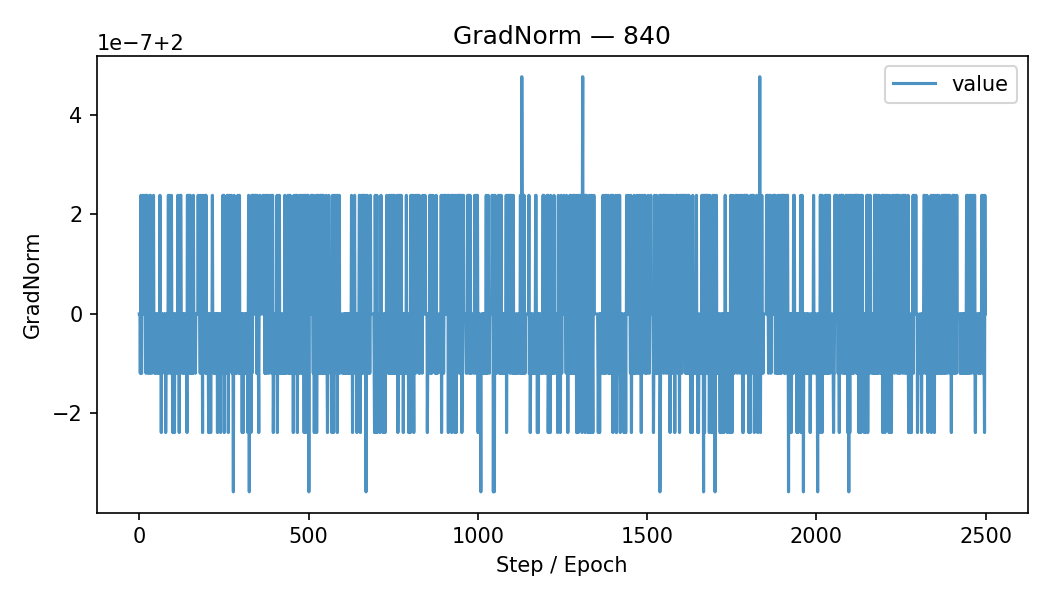 GradNorm — 840
1e−7+2
value
4
2
0
−2
GradNorm
0
500
1000
1500
2000
2500
Step / Epoch